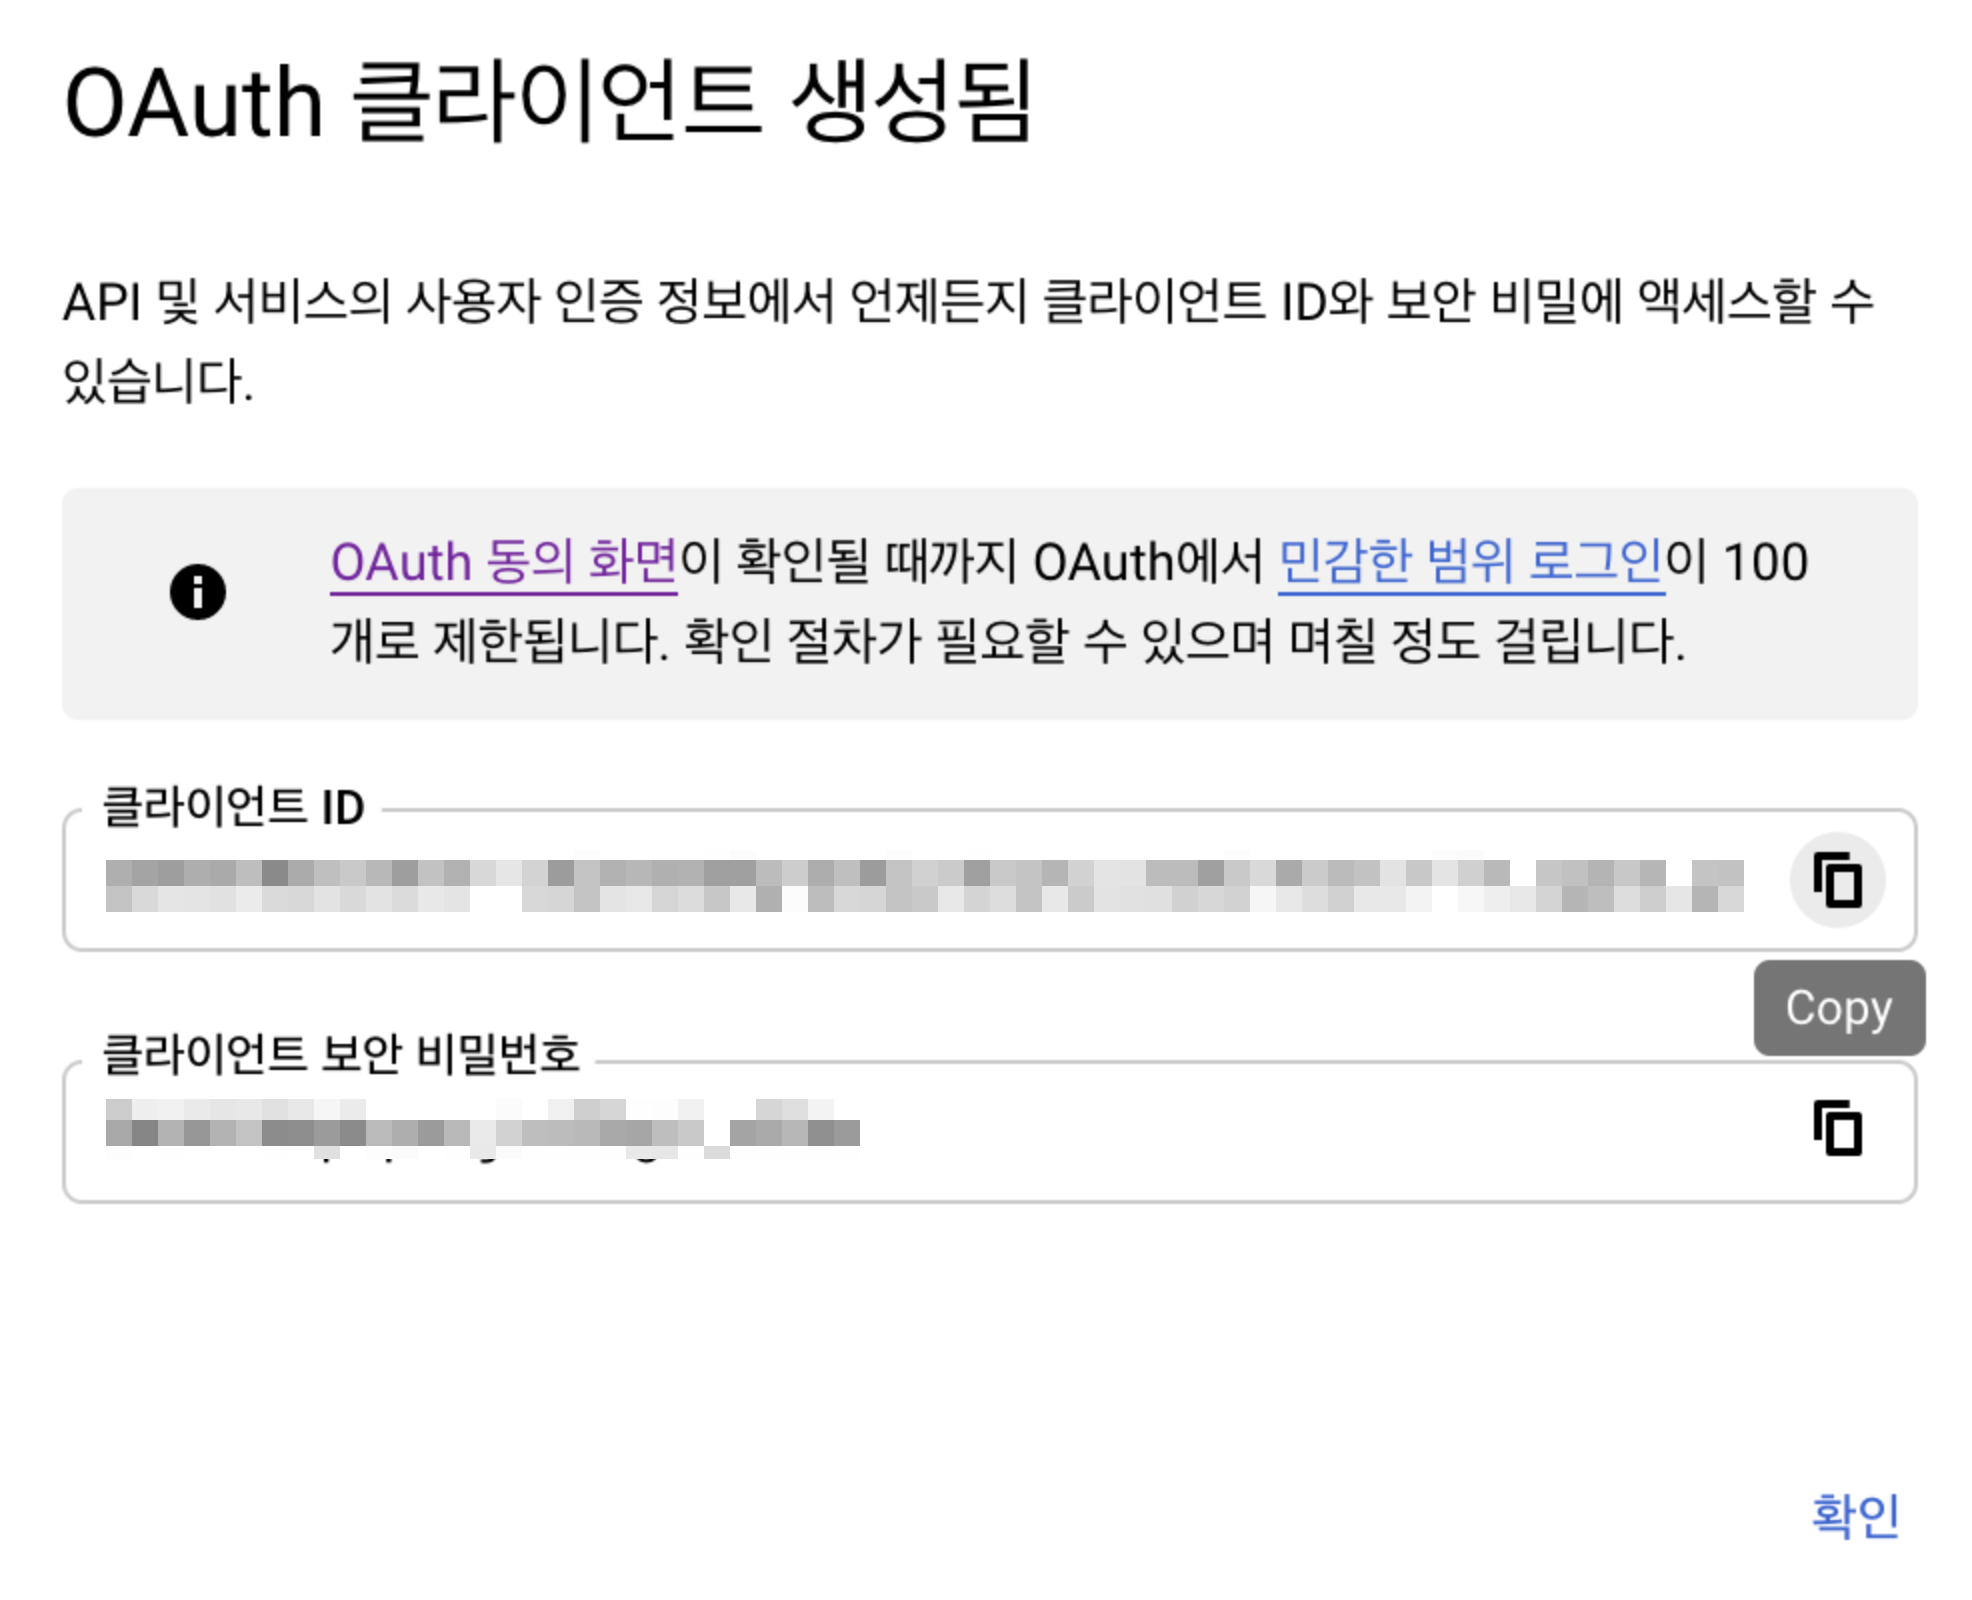 OAuth 클라이언트 생성됨
API 및 서비스의 사용자 인증 정보에서 언제든지 클라이언트 ID와 보안 비밀에 액세스할 수
있습니다.
OAuth 동의 화면이 확인될 때까지 OAuth에서 민감한 범위 로그인이 100
개로 제한됩니다. 확인 절차가 필요할 수 있으며 며칠 정도 걸립니다.
클라이언트 ID
Copy
클라이언트 보안 비밀번호
확인